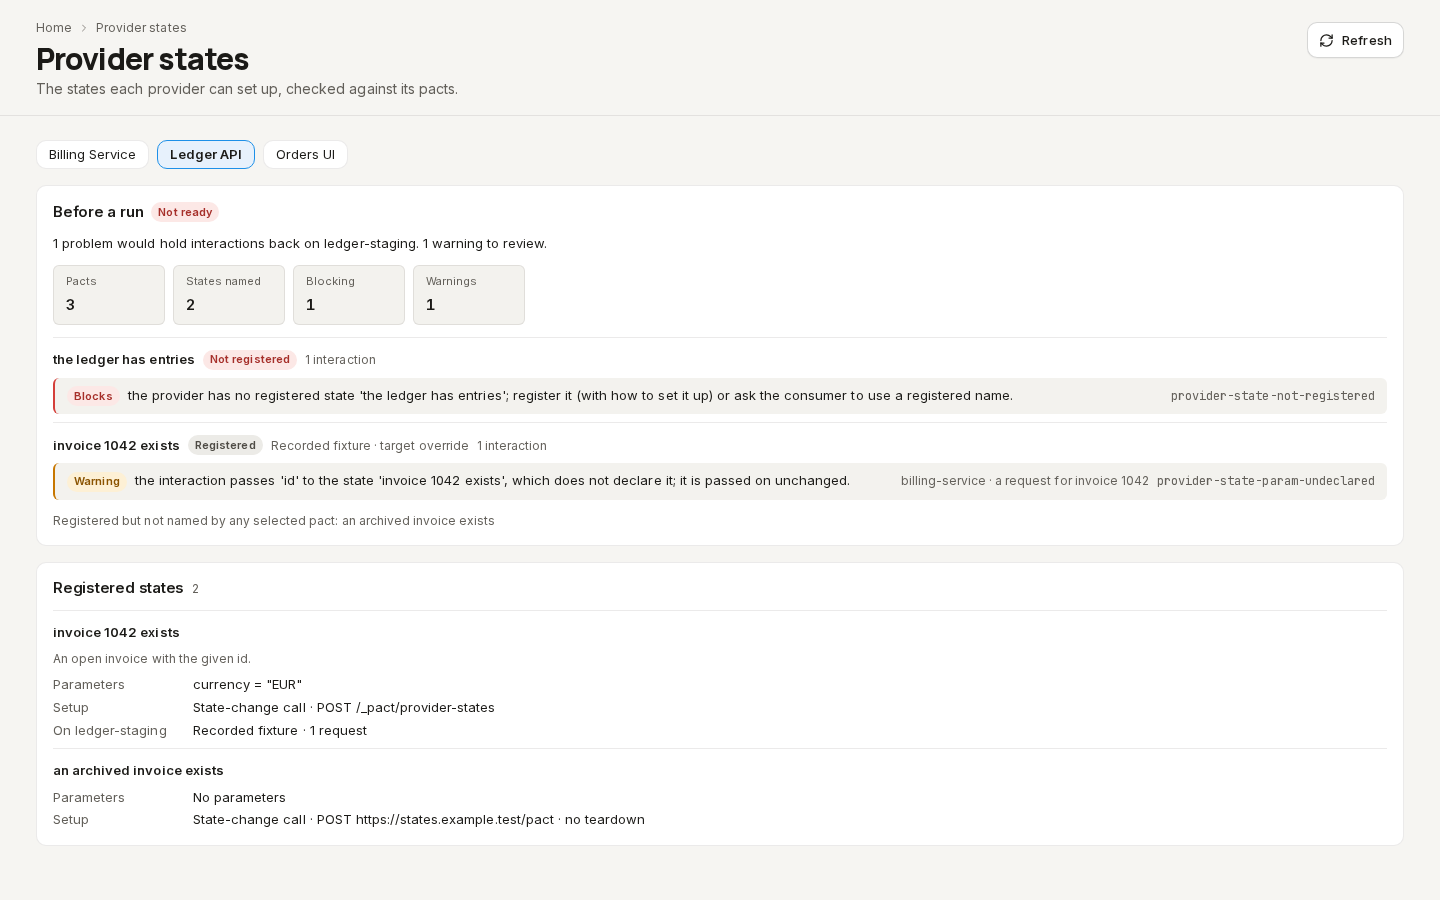 Home > Provider states
Provider states
The states each provider can set up, checked against its pacts.
Refresh
Billing Service
Ledger API
Orders UI
Before a run Not ready
1 problem would hold interactions back on ledger-staging. 1 warning to review.
Pacts
3
States named
2
Blocking
1
Warnings
1
the ledger has entries Not registered 1 interaction
Blocks the provider has no registered state 'the ledger has entries'; register it (with how to set it up) or ask the consumer to use a registered name. provider-state-not-registered
invoice 1042 exists Registered Recorded fixture · target override 1 interaction
Warning the interaction passes 'id' to the state 'invoice 1042 exists', which does not declare it; it is passed on unchanged. billing-service · a request for invoice 1042 provider-state-param-undeclared
Registered but not named by any selected pact: an archived invoice exists
Registered states 2
invoice 1042 exists
An open invoice with the given id.
Parameters currency = "EUR"
Setup State-change call · POST /_pact/provider-states
On ledger-staging Recorded fixture · 1 request
an archived invoice exists
Parameters No parameters
Setup State-change call · POST https://states.example.test/pact · no teardown